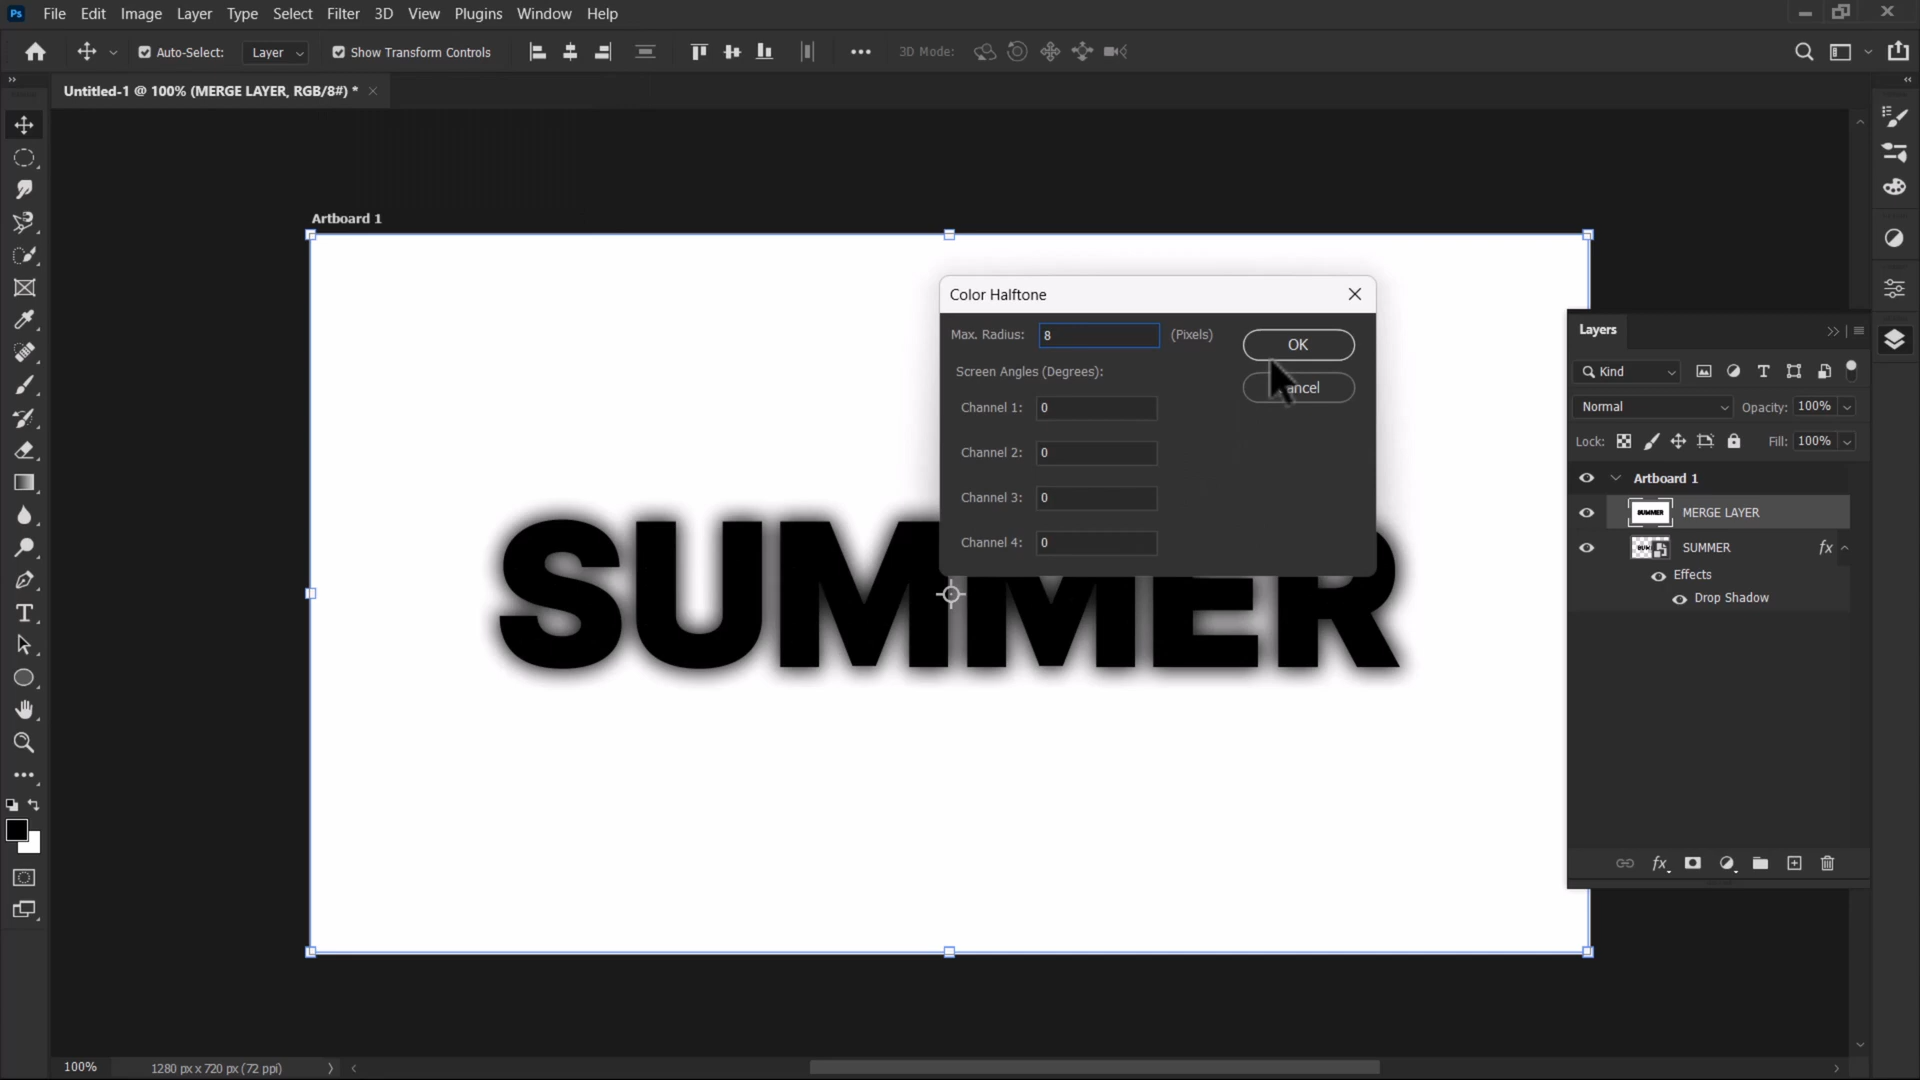 Ps File Edit Image Layer Type Select Filter 3D View Plugins Window Help
Auto-Select: Layer Show Transform Controls 3D Mode:
Untitled-1 @ 100% (MERGE LAYER, RGB/8#) *
Artboard 1
Color Halftone
Max. Radius: 8 (Pixels) OK
Screen Angles (Degrees):
Channel 1: 0
Channel 2: 0
Channel 3: 0
Channel 4: 0
SUMMER
Layers
Kind
Normal Opacity: 100%
Lock: Fill: 100%
Artboard 1
SUMMER MERGE LAYER
SUMMER fx
Effects
Drop Shadow
fx
100% 1280 px x 720 px (72 ppi)